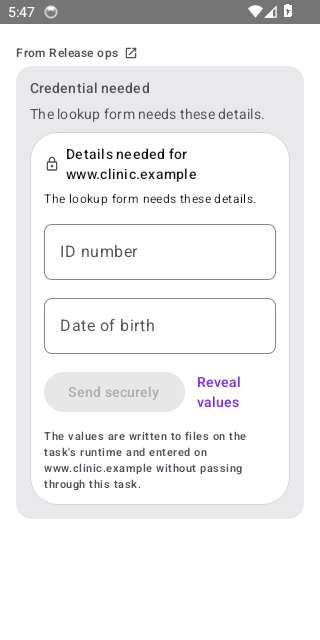 5:47
From Release ops
Credential needed
The lookup form needs these details.
Details needed for
www.clinic.example
The lookup form needs these details.
ID number
Date of birth
Send securely
Reveal
values
The values are written to files on the
task's runtime and entered on
www.clinic.example without passing
through this task.